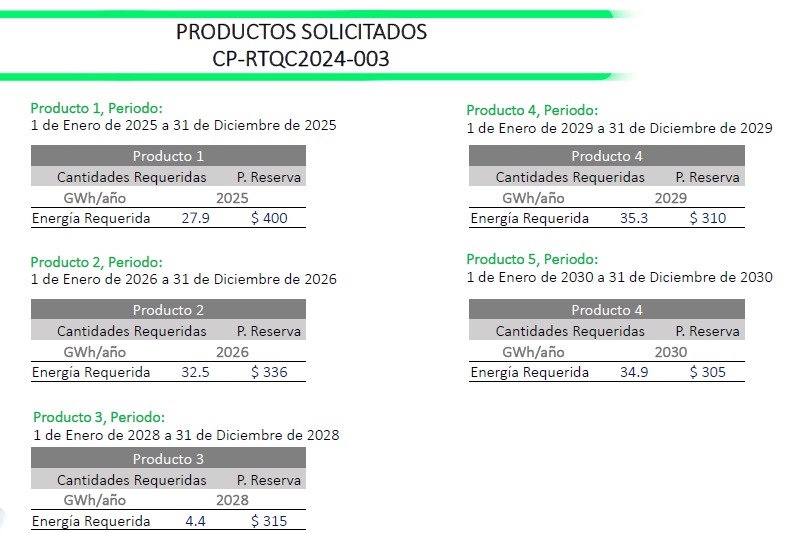 PRODUCTOS SOLICITADOS
CP-RTQC2024-003
Producto 1, Periodo:
1 de Enero de 2025 a 31 de Diciembre de 2025
Producto 1
Cantidades Requeridas P. Reserva
GWh/año 2025
Energía Requerida 27.9 $ 400
Producto 2, Periodo:
1 de Enero de 2026 a 31 de Diciembre de 2026
Producto 2
Cantidades Requeridas P. Reserva
GWh/año 2026
Energía Requerida 32.5 $ 336
Producto 3, Periodo:
1 de Enero de 2028 a 31 de Diciembre de 2028
Producto 3
Cantidades Requeridas P. Reserva
GWh/año 2028
Energía Requerida 4.4 $ 315
Producto 4, Periodo:
1 de Enero de 2029 a 31 de Diciembre de 2029
Producto 4
Cantidades Requeridas P. Reserva
GWh/año 2029
Energía Requerida 35.3 $ 310
Producto 5, Periodo:
1 de Enero de 2030 a 31 de Diciembre de 2030
Producto 4
Cantidades Requeridas P. Reserva
GWh/año 2030
Energía Requerida 34.9 $ 305